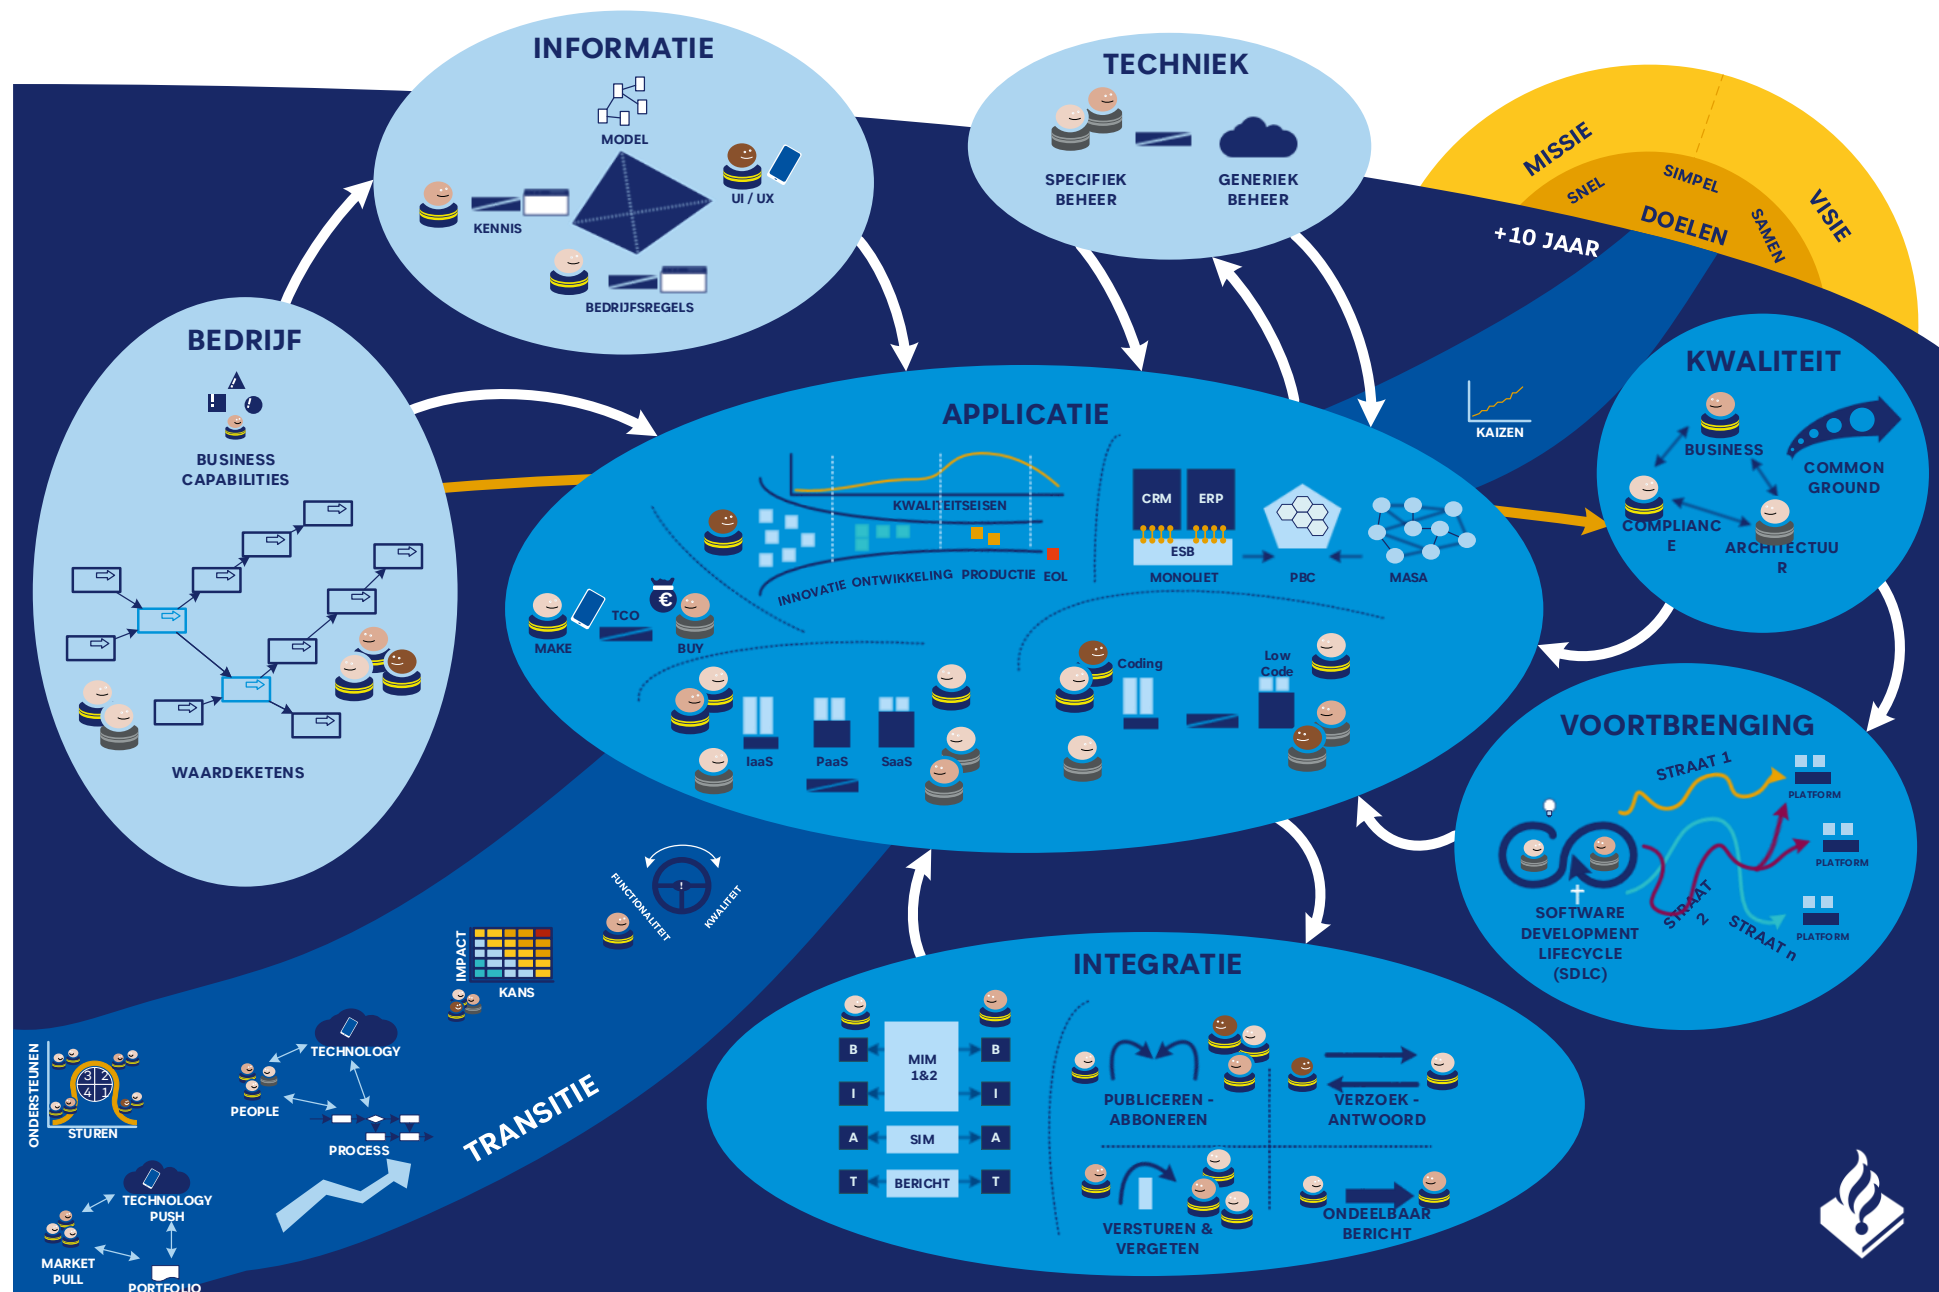 INFORMATIE
MODEL
UI / UX
KENNIS
BEDRIJFSREGELS
TECHNIEK
SPECIFIEK
BEHEER
GENERIEK
BEHEER
MISSIE
VISIE
SNEL
SIMPEL
SAMEN
DOELEN
+10 JAAR
BEDRIJF
BUSINESS
CAPABILITIES
WAARDEKETENS
APPLICATIE
KWALITEITSEISEN
INNOVATIE
ONTWIKKELING
PRODUCTIE
EOL
MAKE
TCO
€
BUY
CRM
ERP
ESB
MONOLIET
PBC
MASA
IaaS
PaaS
SaaS
Coding
Low
Code
KAIZEN
KWALITEIT
BUSINESS
COMMON
GROUND
COMPLIANC
E
ARCHITECTUU
R
VOORTBRENGING
STRAAT 1
PLATFORM
PLATFORM
STRAAT
2
STRAAT n
PLATFORM
SOFTWARE
DEVELOPMENT
LIFECYCLE
(SDLC)
FUNCTIONALITEIT
KWALITEIT
IMPACT
KANS
TRANSITIE
ONDERSTEUNEN
3 2
4 1
STUREN
TECHNOLOGY
PEOPLE
PROCESS
TECHNOLOGY
PUSH
MARKET
PULL
PORTFOLIO
INTEGRATIE
B
MIM
1&2
B
I
I
A
SIM
A
T
BERICHT
T
PUBLICEREN -
ABBONEREN
VERZOEK -
ANTWOORD
VERSTUREN &
VERGETEN
ONDEELBAAR
BERICHT